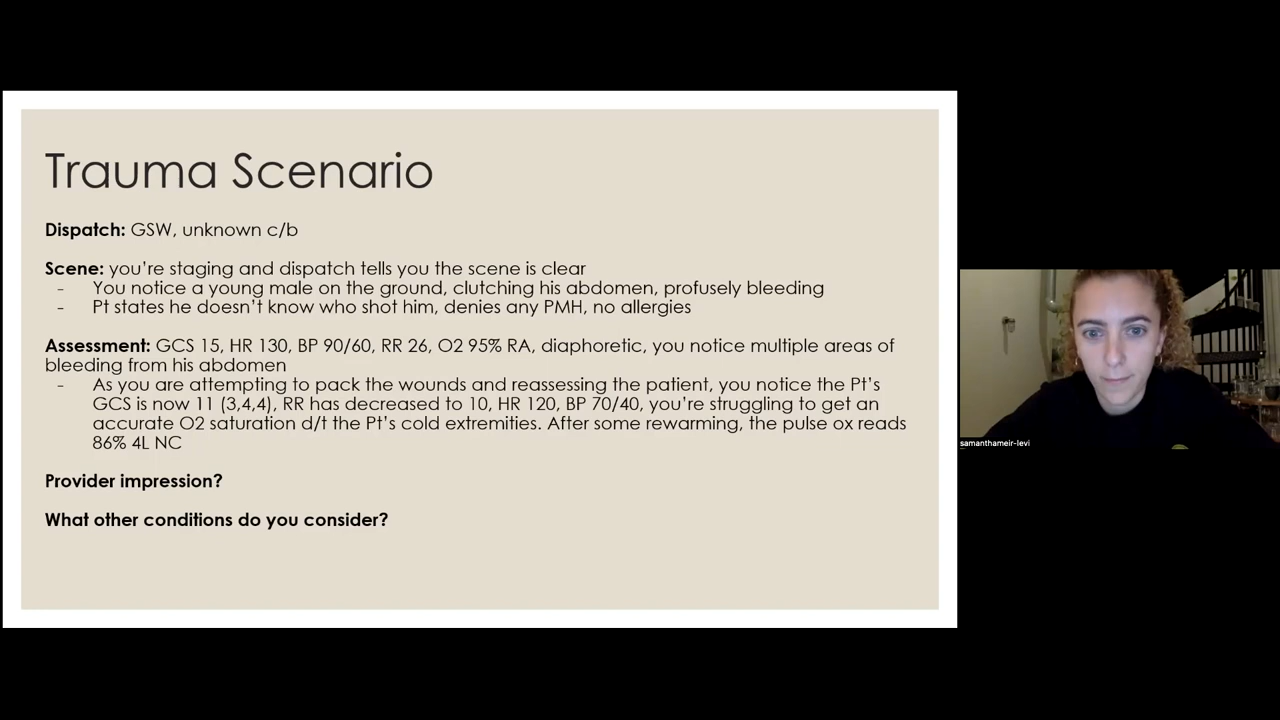 Trauma Scenario
Dispatch: GSW, unknown c/b
Scene: you're staging and dispatch tells you the scene is clear
- You notice a young male on the ground, clutching his abdomen, profusely bleeding
- Pt states he doesn't know who shot him, denies any PMH, no allergies
Assessment: GCS 15, HR 130, BP 90/60, RR 26, O2 95% RA, diaphoretic, you notice multiple areas of
bleeding from his abdomen
- As you are attempting to pack the wounds and reassessing the patient, you notice the Pt's
GCS is now 11 (3,4,4), RR has decreased to 10, HR 120, BP 70/40, you're struggling to get an
accurate O2 saturation d/t the Pt's cold extremities. After some rewarming, the pulse ox reads
86% 4L NC
Provider impression?
What other conditions do you consider?
samanthameir-levi